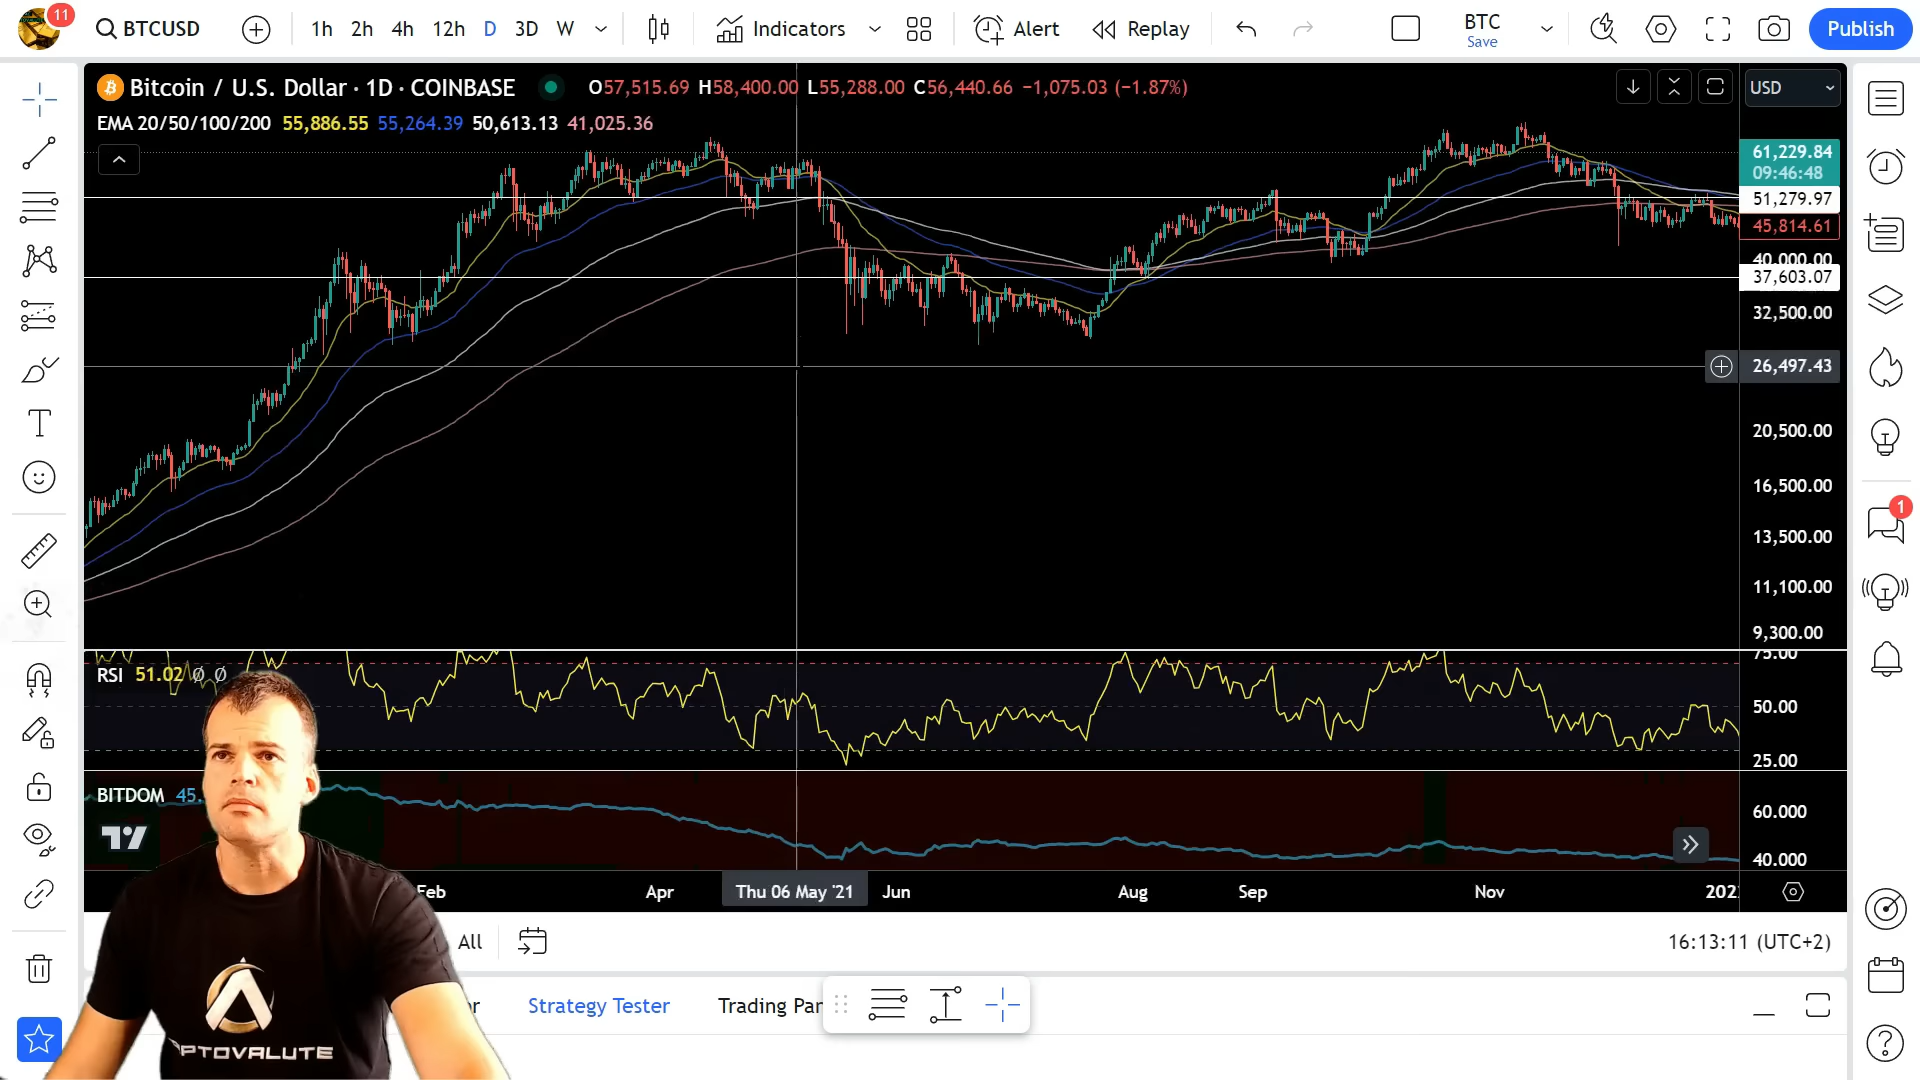 11
BTCUSD
1h 2h 4h 12h D 3D W
Indicators
Alert
Replay
BTC
Save
Publish
Bitcoin / U.S. Dollar · 1D · COINBASE
O57,515.69 H58,400.00 L55,288.00 C56,440.66 −1,075.03 (−1.87%)
USD
EMA 20/50/100/200 55,886.55 55,264.39 50,613.13 41,025.36
61,229.84
09:46:48
51,279.97
45,814.61
40,000.00
37,603.07
32,500.00
26,497.43
20,500.00
16,500.00
13,500.00
11,100.00
9,300.00
1
RSI 51.02 Ø Ø
75.00
50.00
25.00
BITDOM 45.
60.000
40.000
Feb
Apr
Thu 06 May '21
Jun
Aug
Sep
Nov
202
All
16:13:11 (UTC+2)
Strategy Tester
Trading Pan
PTOVALUTE